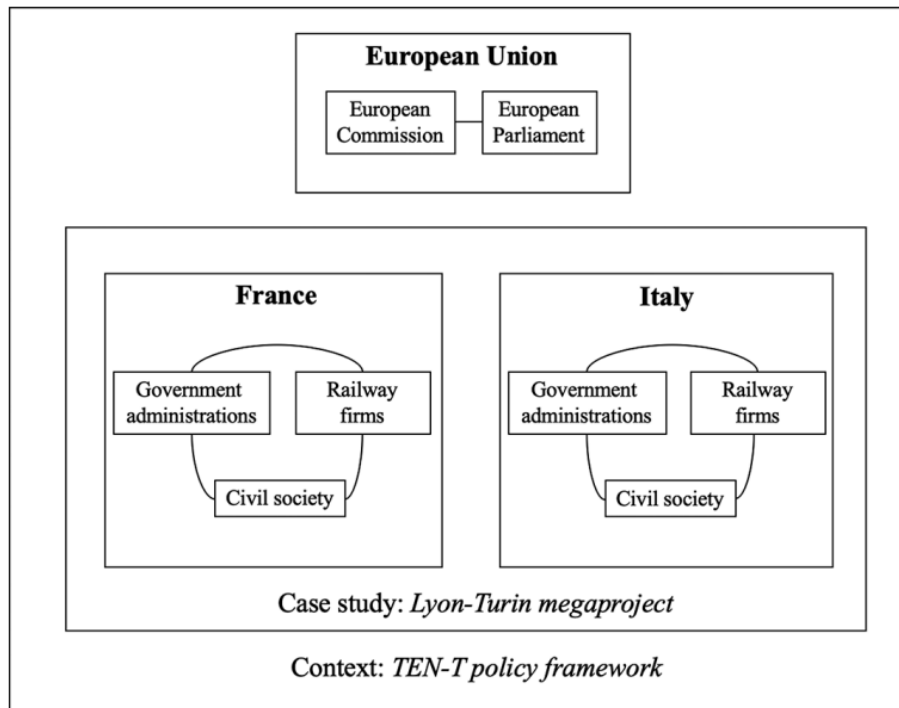 European Union
European
Commission
European
Parliament
France
Government
administrations
Railway
firms
Civil society
Italy
Government
administrations
Railway
firms
Civil society
Case study: Lyon-Turin megaproject
Context: TEN-T policy framework